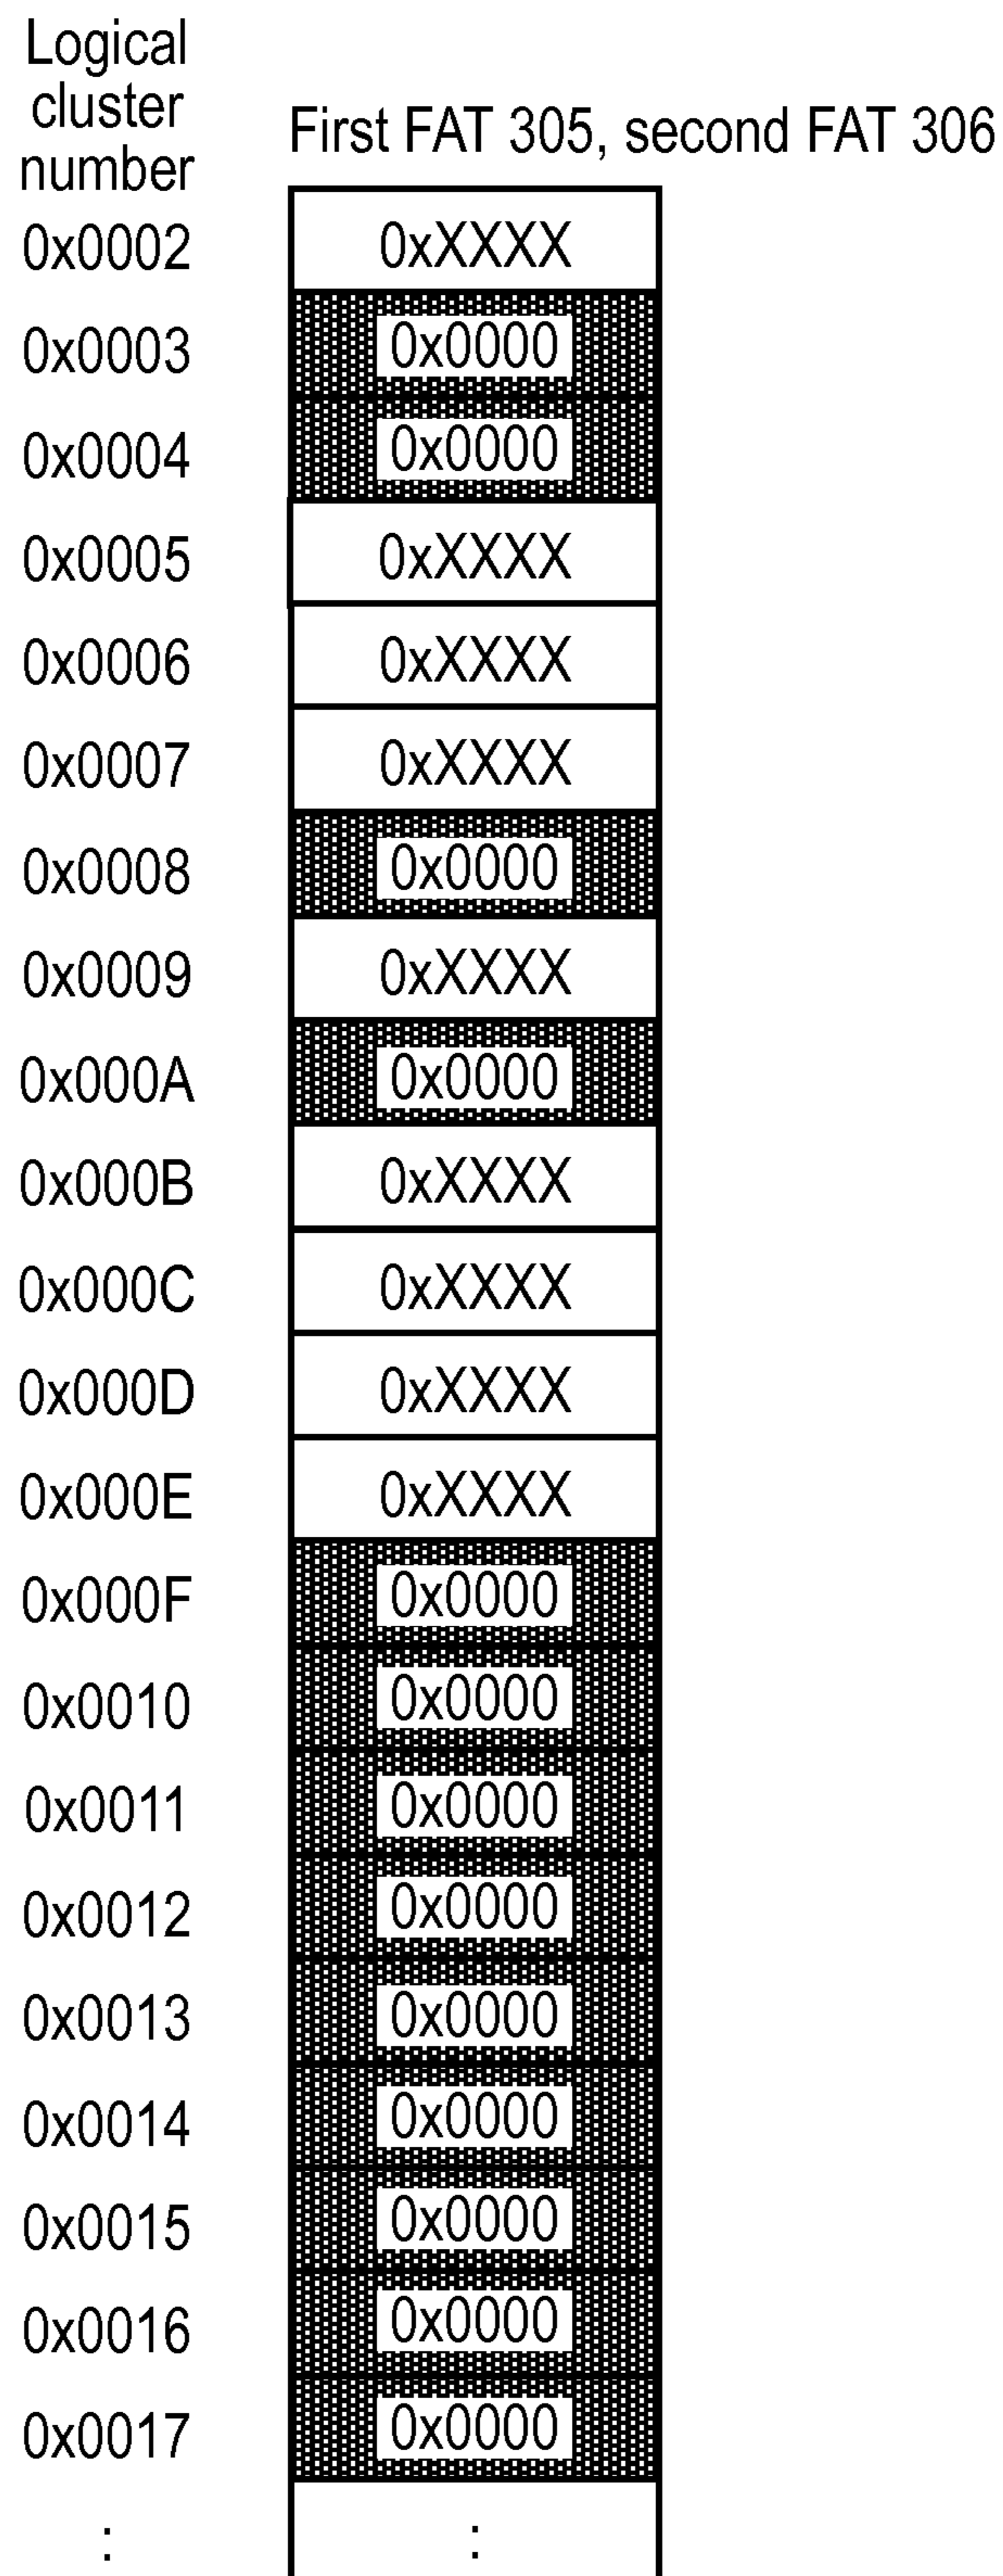 Logical
cluster
number
First FAT 305, second FAT 306
0x0002 0xXXXX
0x0003 0x0000
0x0004 0x0000
0x0005 0xXXXX
0x0006 0xXXXX
0x0007 0xXXXX
0x0008 0x0000
0x0009 0xXXXX
0x000A 0x0000
0x000B 0xXXXX
0x000C 0xXXXX
0x000D 0xXXXX
0x000E 0xXXXX
0x000F 0x0000
0x0010 0x0000
0x0011 0x0000
0x0012 0x0000
0x0013 0x0000
0x0014 0x0000
0x0015 0x0000
0x0016 0x0000
0x0017 0x0000
: :